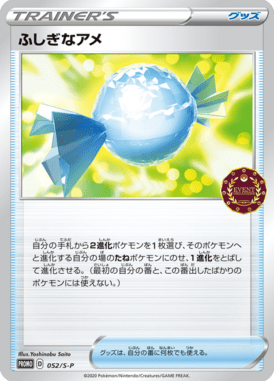 TRAINER'S グッズ
ふしぎなアメ
EVENT
自分の手札から2進化ポケモンを1枚選び、そのポケモンへと進化する自分の場のたねポケモンにのせ、1進化をとばして進化させる。(最初の自分の番と、この番出したばかりのポケモンには使えない。)
Illus. Yoshinobu Saito
PROMO D 052/S-P
グッズは、自分の番に何枚でも使える。
©2020 Pokémon/Nintendo/Creatures/GAME FREAK.